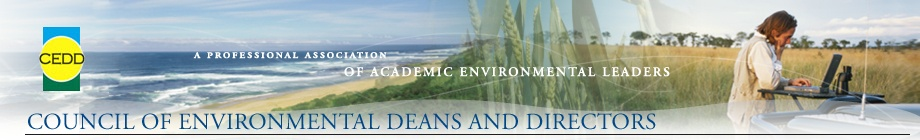 CEDD
A PROFESSIONAL ASSOCIATION
OF ACADEMIC ENVIRONMENTAL LEADERS
COUNCIL OF ENVIRONMENTAL DEANS AND DIRECTORS